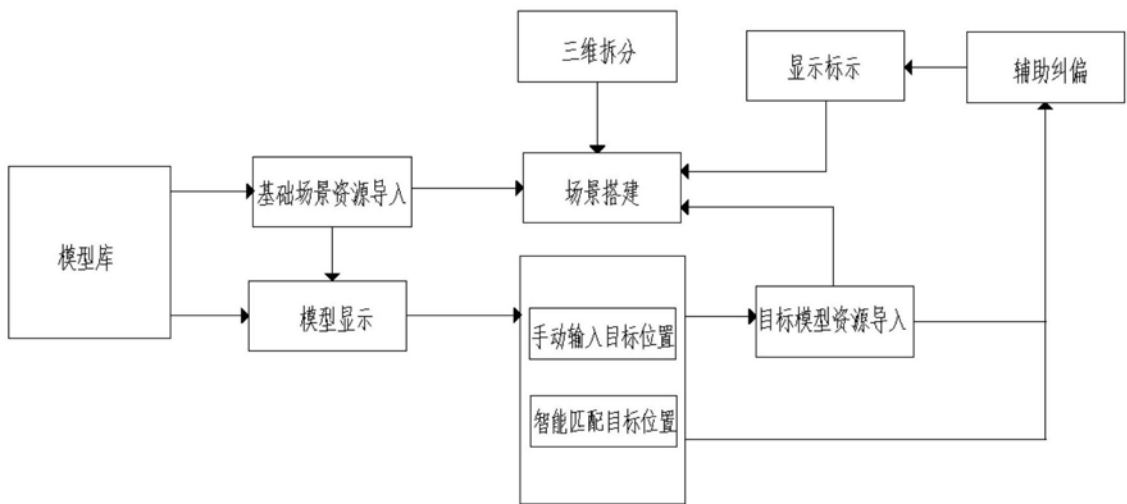 三维拆分
显示标示
辅助纠偏
基础场景资源导入
场景搭建
模型库
模型显示
手动输入目标位置
目标模型资源导入
智能匹配目标位置